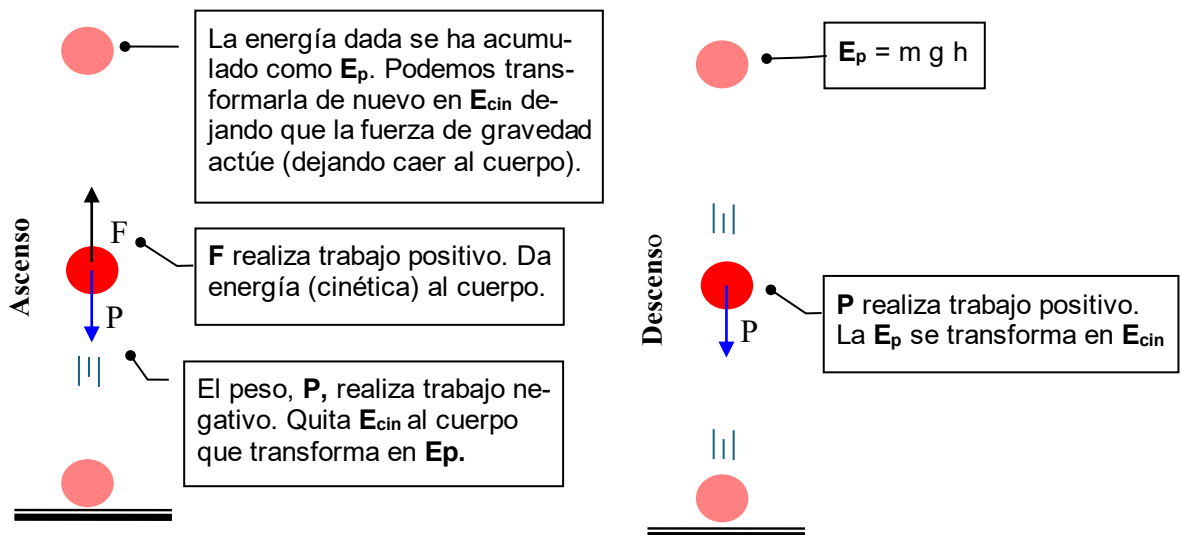 La energía dada se ha acumu-
lado como Ep. Podemos trans-
formarla de nuevo en Ecin de-
jando que la fuerza de gravedad
actúe (dejando caer al cuerpo).
Ascenso
F
P
F realiza trabajo positivo. Da
energía (cinética) al cuerpo.
El peso, P, realiza trabajo ne-
gativo. Quita Ecin al cuerpo
que transforma en Ep.
Ep = m g h
Descenso
P
P realiza trabajo positivo.
La Ep se transforma en Ecin